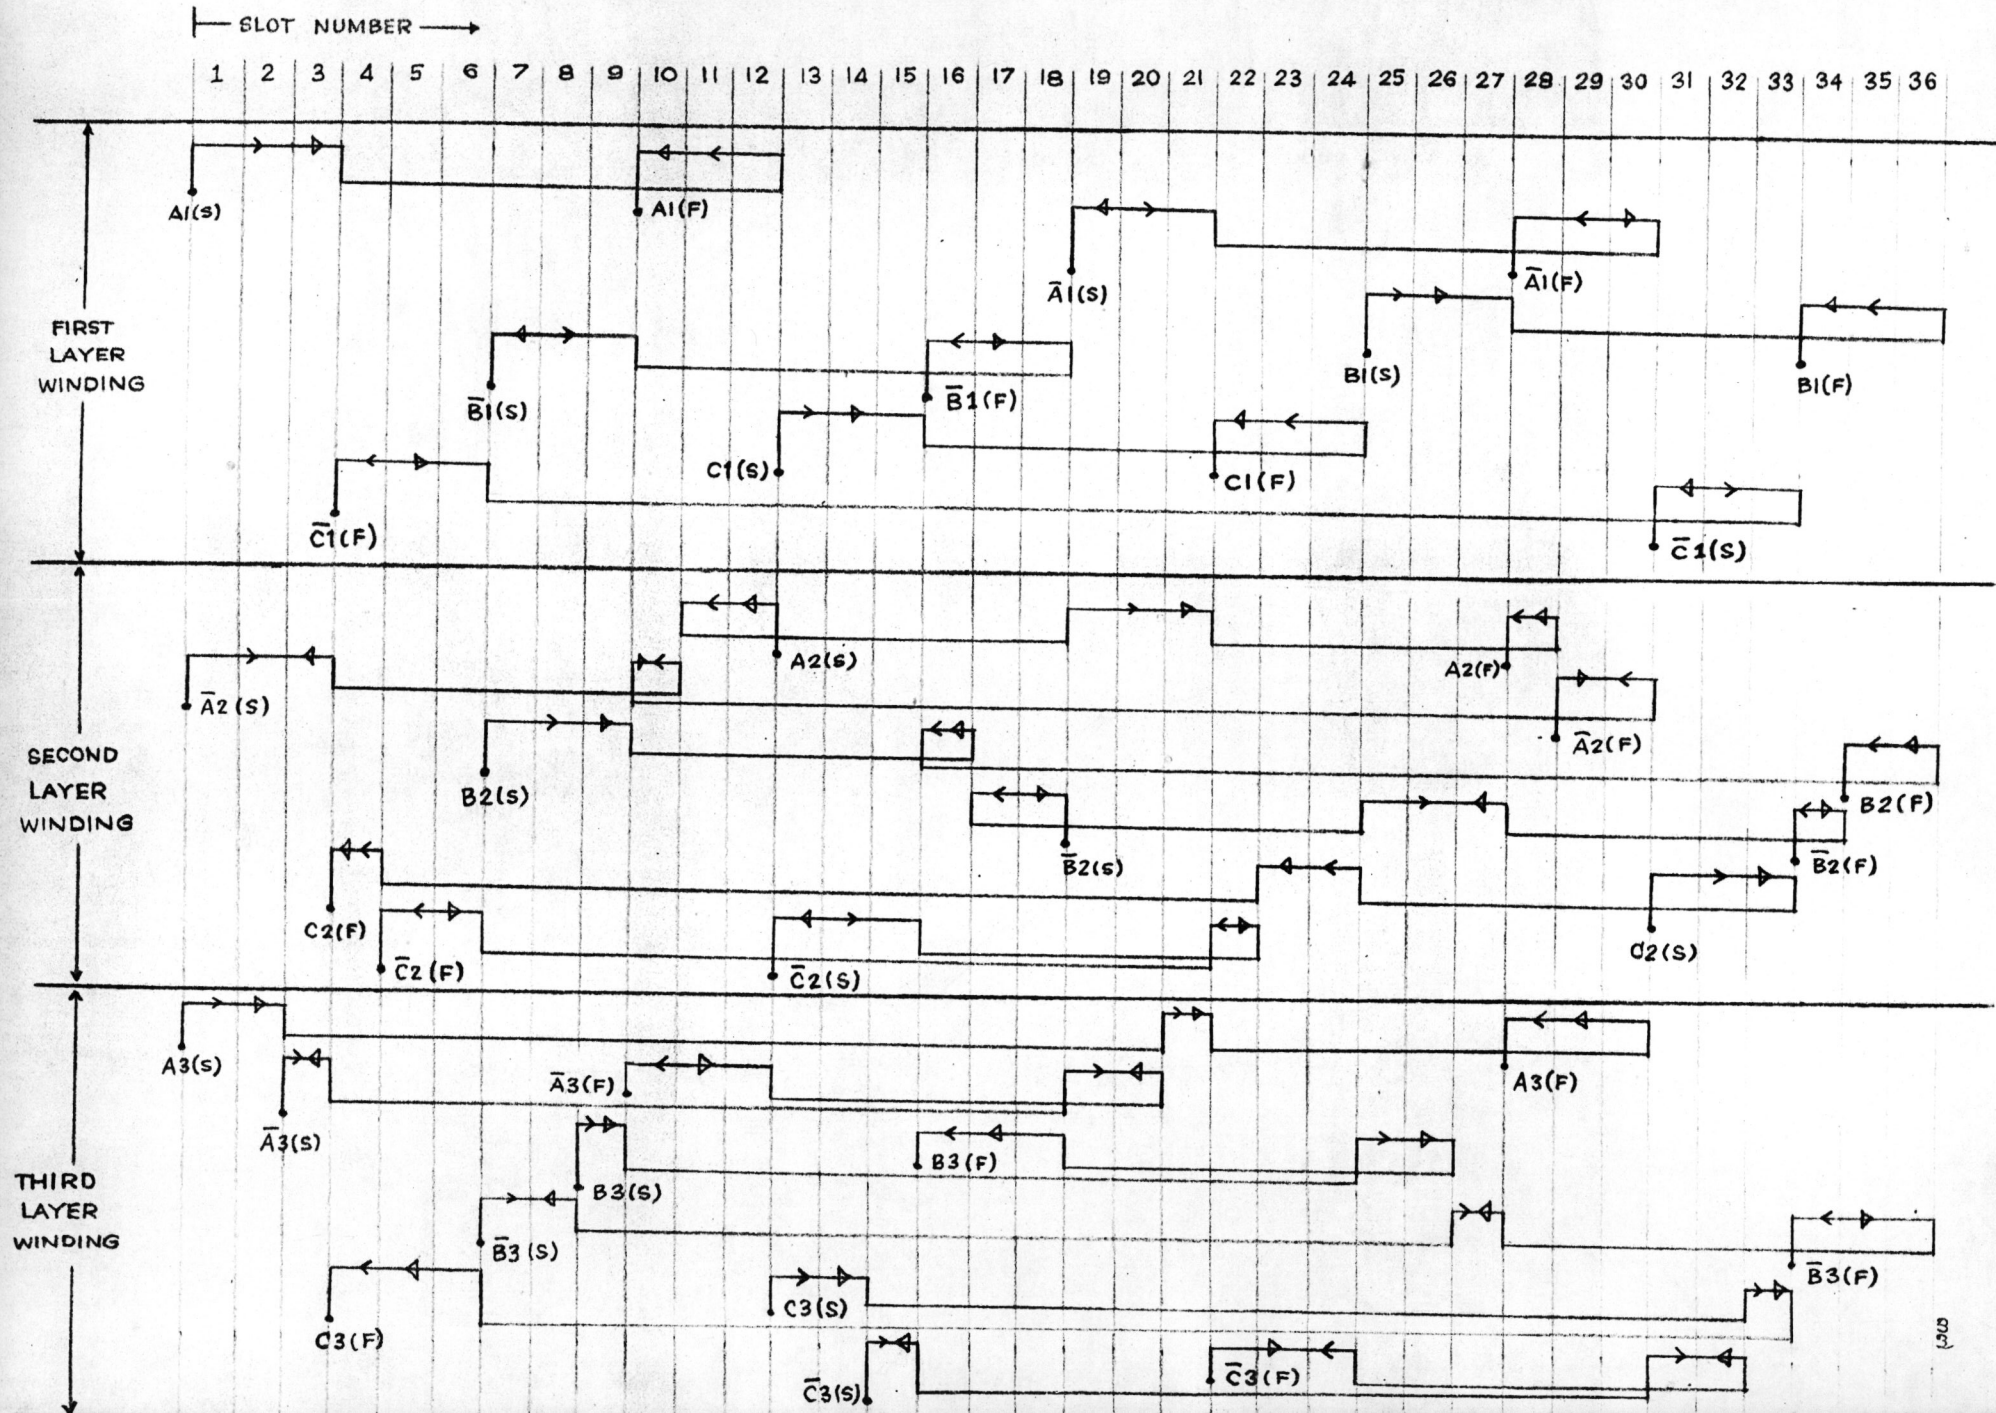 SLOT NUMBER
1 2 3 4 5 6 7 8 9 10 11 12 13 14 15 16 17 18 19 20 21 22 23 24 25 26 27 28 29 30 31 32 33 34 35 36
FIRST
LAYER
WINDING
A1(S)
A1(F)
Ā1(S)
Ā1(F)
B̄1(S)
B̄1(F)
B1(S)
B1(F)
C1(S)
C1(F)
C̄1(F)
C̄1(S)
SECOND
LAYER
WINDING
A2(S)
A2(F)
Ā2(S)
Ā2(F)
B2(S)
B2(F)
B̄2(S)
B̄2(F)
C2(F)
C2(S)
C̄2(F)
C̄2(S)
THIRD
LAYER
WINDING
A3(S)
A3(F)
Ā3(F)
Ā3(S)
B3(F)
B3(S)
B̄3(S)
B̄3(F)
C3(S)
C3(F)
C̄3(S)
C̄3(F)